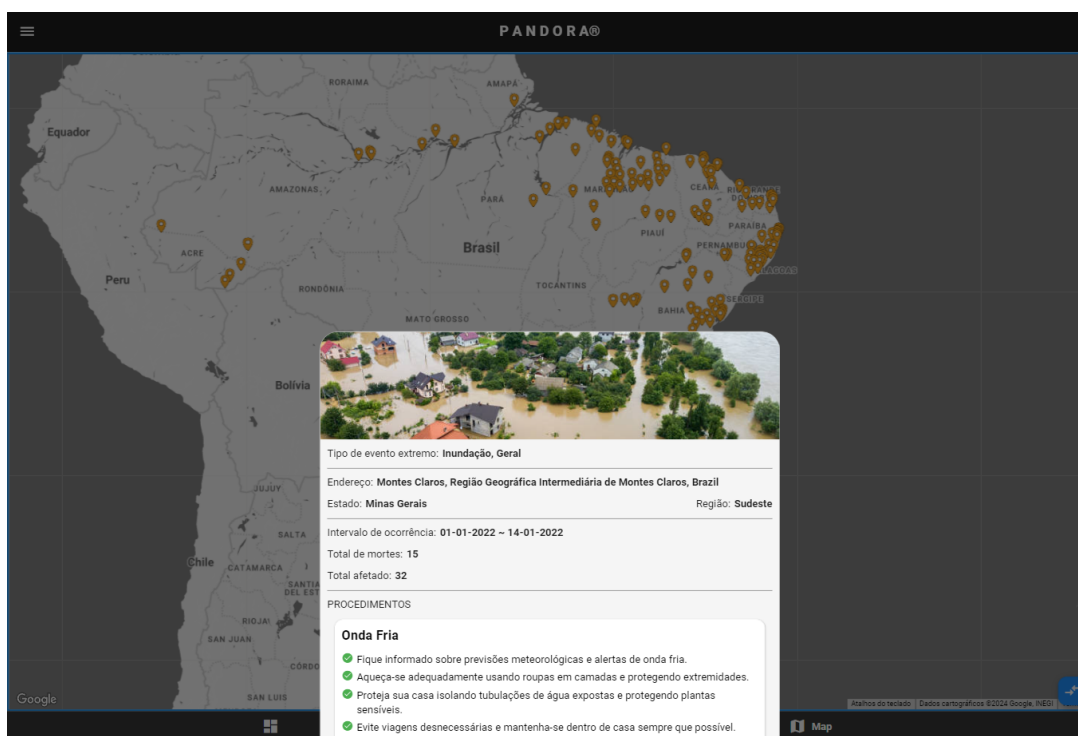 PANDORA®
RORAIMA
AMAPÁ
Equador
AMAZONAS
PARÁ
CEARÁ
PIAUÍ
PARAÍBA
Brasil
ACRE
Peru
RONDÔNIA
TOCANTINS
SERGIPE
BAHIA
MATO GROSSO
Bolívia
JUJUY
SALTA
Chile
CATAMARCA
RIOJA
SAN JUAN
SAN LUIS
Tipo de evento extremo: Inundação, Geral
Endereço: Montes Claros, Região Geográfica Intermediária de Montes Claros, Brazil
Estado: Minas Gerais
Região: Sudeste
Intervalo de ocorrência: 01-01-2022 ~ 14-01-2022
Total de mortes: 15
Total afetado: 32
PROCEDIMENTOS
Onda Fria
Fique informado sobre previsões meteorológicas e alertas de onda fria.
Aqueça-se adequadamente usando roupas em camadas e protegendo extremidades.
Proteja sua casa isolando tubulações de água expostas e protegendo plantas
sensíveis.
Evite viagens desnecessárias e mantenha-se dentro de casa sempre que possível.
Google
Atalhos do teclado
Dados cartográficos ©2024 Google, INEGI
Map